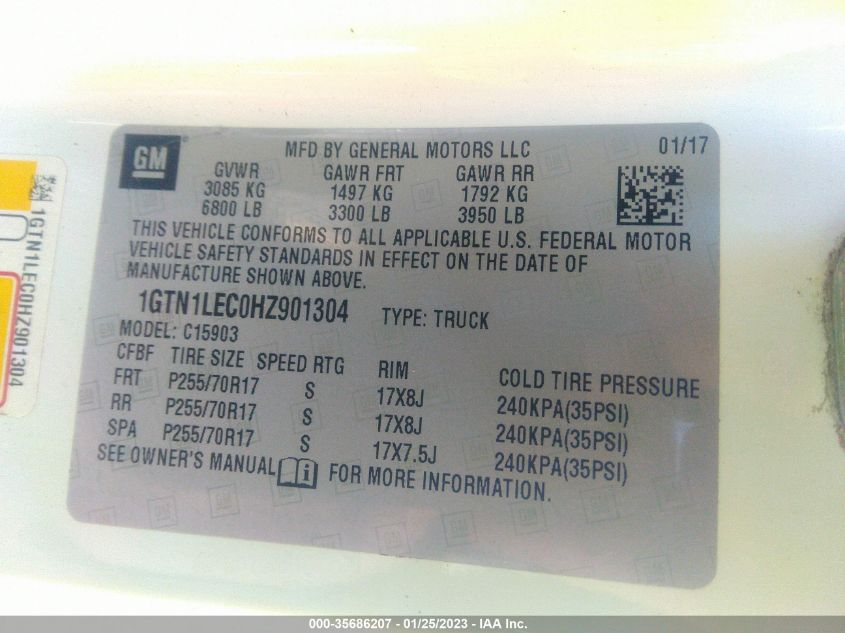 GM
MFD BY GENERAL MOTORS LLC 01/17
GVWR GAWR FRT GAWR RR
3085 KG 1497 KG 1792 KG
6800 LB 3300 LB 3950 LB
THIS VEHICLE CONFORMS TO ALL APPLICABLE U.S. FEDERAL MOTOR
VEHICLE SAFETY STANDARDS IN EFFECT ON THE DATE OF
MANUFACTURE SHOWN ABOVE.
1GTN1LEC0HZ901304 TYPE: TRUCK
MODEL: C15903
CFBF TIRE SIZE SPEED RTG RIM COLD TIRE PRESSURE
FRT P255/70R17 S 17X8J 240KPA(35PSI)
RR P255/70R17 S 17X8J 240KPA(35PSI)
SPA P255/70R17 S 17X7.5J 240KPA(35PSI)
SEE OWNER'S MANUAL FOR MORE INFORMATION.
1GTN1LEC0HZ901304
000-35686207 - 01/25/2023 - IAA Inc.